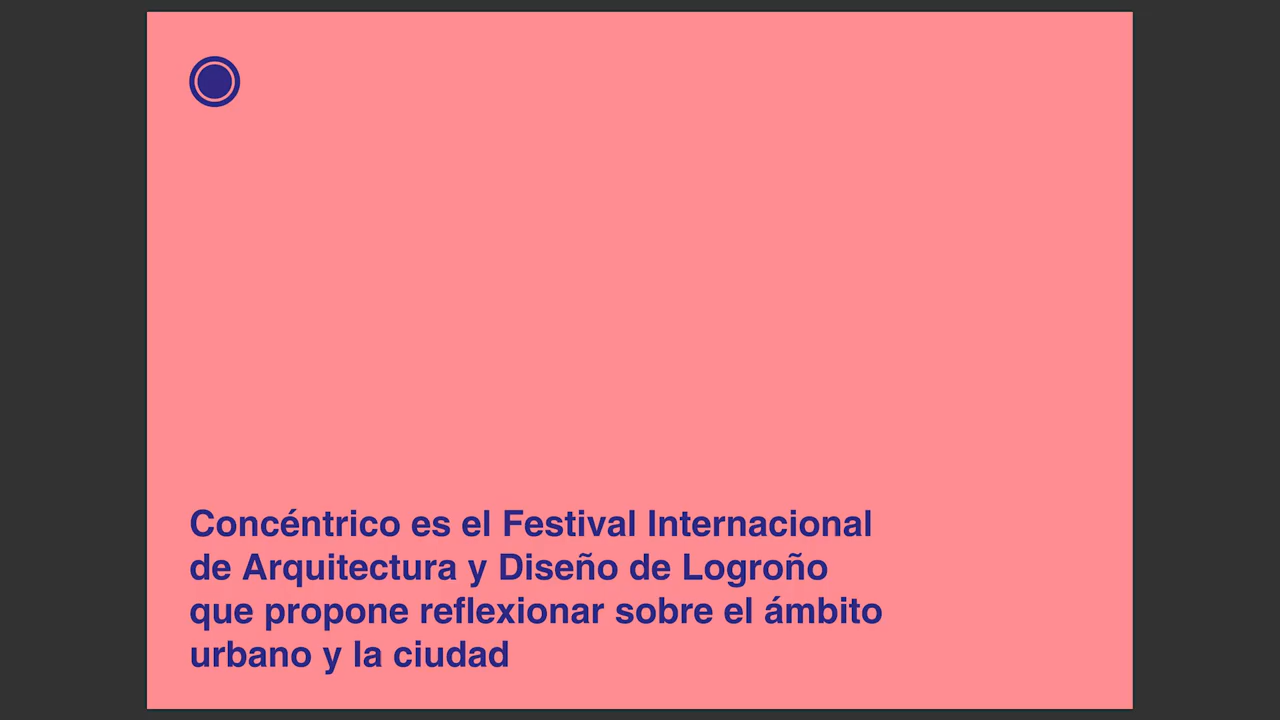 Concéntrico es el Festival Internacional
de Arquitectura y Diseño de Logroño
que propone reflexionar sobre el ámbito
urbano y la ciudad